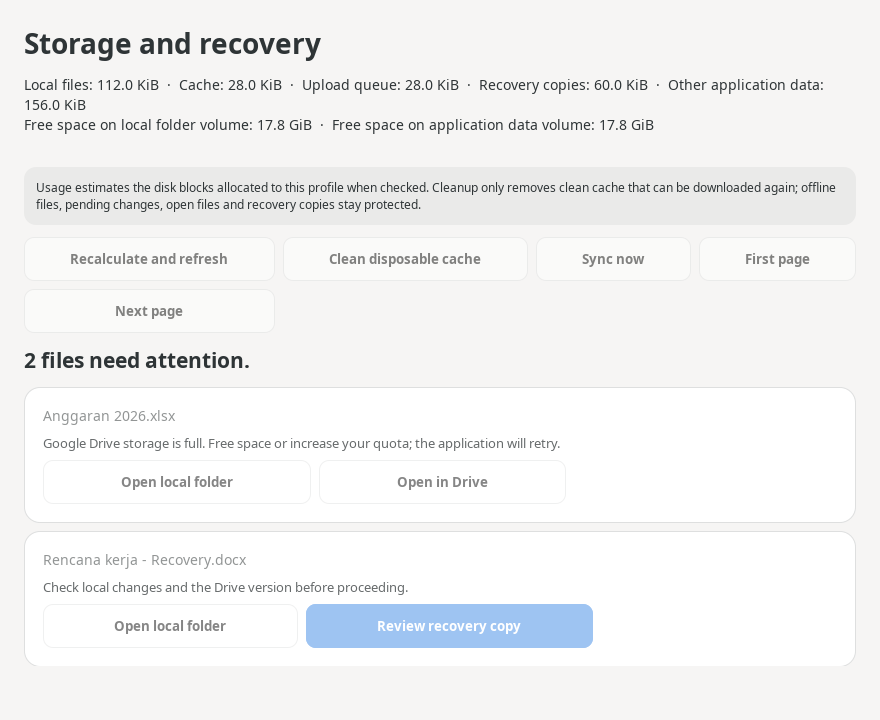 Storage and recovery
Local files: 112.0 KiB · Cache: 28.0 KiB · Upload queue: 28.0 KiB · Recovery copies: 60.0 KiB · Other application data:
156.0 KiB
Free space on local folder volume: 17.8 GiB · Free space on application data volume: 17.8 GiB
Usage estimates the disk blocks allocated to this profile when checked. Cleanup only removes clean cache that can be downloaded again; offline
files, pending changes, open files and recovery copies stay protected.
Recalculate and refresh
Clean disposable cache
Sync now
First page
Next page
2 files need attention.
Anggaran 2026.xlsx
Google Drive storage is full. Free space or increase your quota; the application will retry.
Open local folder
Open in Drive
Rencana kerja - Recovery.docx
Check local changes and the Drive version before proceeding.
Open local folder
Review recovery copy